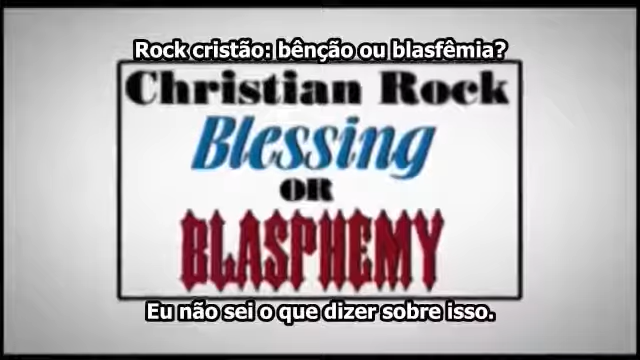 Rock cristão: bênção ou blasfêmia?
Christian Rock
Blessing
OR
BLASPHEMY
Eu não sei o que dizer sobre isso.